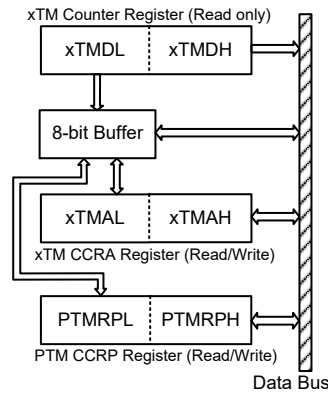 xTM Counter Register (Read only)
xTMDL xTMDH
8-bit Buffer
xTMAL xTMAH
xTM CCRA Register (Read/Write)
PTMRPL PTMRPH
PTM CCRP Register (Read/Write)
Data Bus